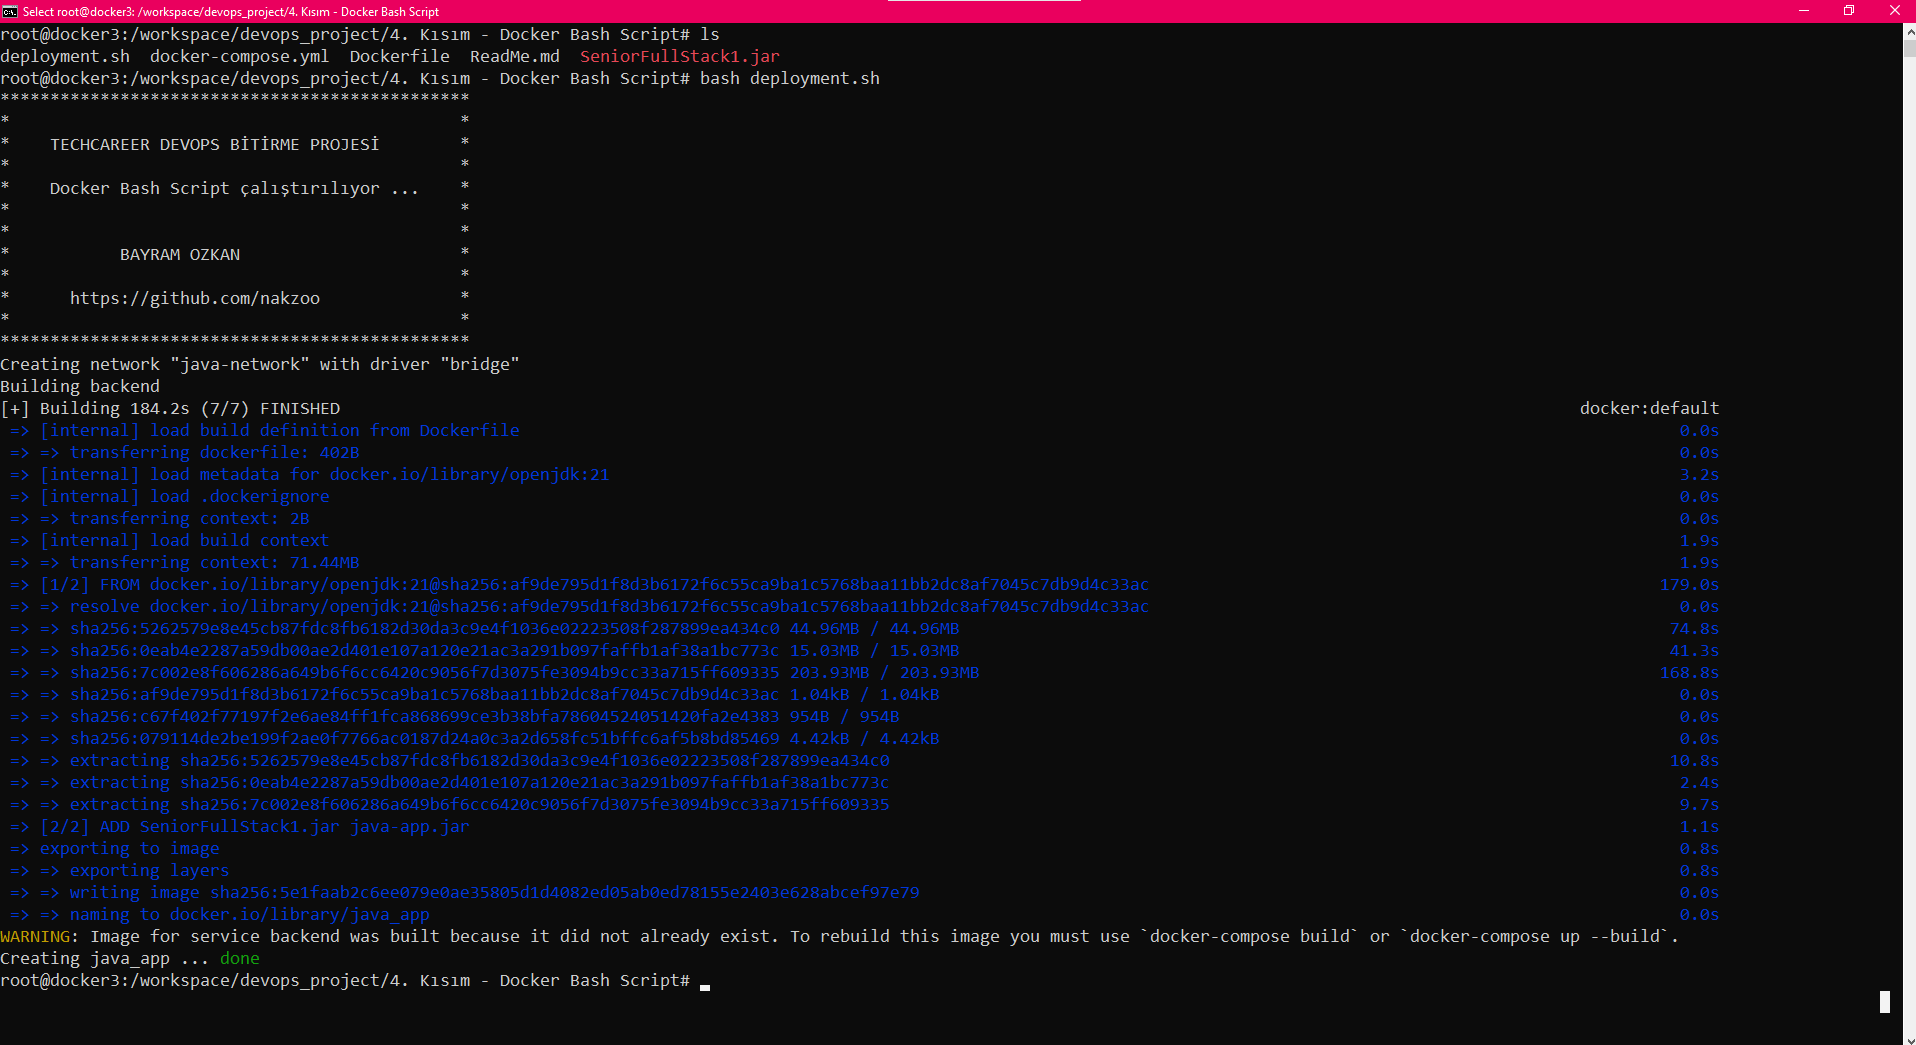 Select root@docker3: /workspace/devops_project/4. Kısım - Docker Bash Script
root@docker3:/workspace/devops_project/4. Kısım - Docker Bash Script# ls
deployment.sh  docker-compose.yml  Dockerfile  ReadMe.md  SeniorFullStack1.jar
root@docker3:/workspace/devops_project/4. Kısım - Docker Bash Script# bash deployment.sh
***********************************************
*                                             *
*    TECHCAREER DEVOPS BİTİRME PROJESİ        *
*                                             *
*    Docker Bash Script çalıştırılıyor ...    *
*                                             *
*                                             *
*           BAYRAM OZKAN                      *
*                                             *
*      https://github.com/nakzoo              *
*                                             *
***********************************************
Creating network "java-network" with driver "bridge"
Building backend
[+] Building 184.2s (7/7) FINISHED docker:default
=> [internal] load build definition from Dockerfile 0.0s
=> => transferring dockerfile: 402B 0.0s
=> [internal] load metadata for docker.io/library/openjdk:21 3.2s
=> [internal] load .dockerignore 0.0s
=> => transferring context: 2B 0.0s
=> [internal] load build context 1.9s
=> => transferring context: 71.44MB 1.9s
=> [1/2] FROM docker.io/library/openjdk:21@sha256:af9de795d1f8d3b6172f6c55ca9ba1c5768baa11bb2dc8af7045c7db9d4c33ac 179.0s
=> => resolve docker.io/library/openjdk:21@sha256:af9de795d1f8d3b6172f6c55ca9ba1c5768baa11bb2dc8af7045c7db9d4c33ac 0.0s
=> => sha256:5262579e8e45cb87fdc8fb6182d30da3c9e4f1036e02223508f287899ea434c0 44.96MB / 44.96MB 74.8s
=> => sha256:0eab4e2287a59db00ae2d401e107a120e21ac3a291b097faffb1af38a1bc773c 15.03MB / 15.03MB 41.3s
=> => sha256:7c002e8f606286a649b6f6cc6420c9056f7d3075fe3094b9cc33a715ff609335 203.93MB / 203.93MB 168.8s
=> => sha256:af9de795d1f8d3b6172f6c55ca9ba1c5768baa11bb2dc8af7045c7db9d4c33ac 1.04kB / 1.04kB 0.0s
=> => sha256:c67f402f77197f2e6ae84ff1fca868699ce3b38bfa78604524051420fa2e4383 954B / 954B 0.0s
=> => sha256:079114de2be199f2ae0f7766ac0187d24a0c3a2d658fc51bffc6af5b8bd85469 4.42kB / 4.42kB 0.0s
=> => extracting sha256:5262579e8e45cb87fdc8fb6182d30da3c9e4f1036e02223508f287899ea434c0 10.8s
=> => extracting sha256:0eab4e2287a59db00ae2d401e107a120e21ac3a291b097faffb1af38a1bc773c 2.4s
=> => extracting sha256:7c002e8f606286a649b6f6cc6420c9056f7d3075fe3094b9cc33a715ff609335 9.7s
=> [2/2] ADD SeniorFullStack1.jar java-app.jar 1.1s
=> exporting to image 0.8s
=> => exporting layers 0.8s
=> => writing image sha256:5e1faab2c6ee079e0ae35805d1d4082ed05ab0ed78155e2403e628abcef97e79 0.0s
=> => naming to docker.io/library/java_app 0.0s
WARNING: Image for service backend was built because it did not already exist. To rebuild this image you must use `docker-compose build` or `docker-compose up --build`.
Creating java_app ... done
root@docker3:/workspace/devops_project/4. Kısım - Docker Bash Script#